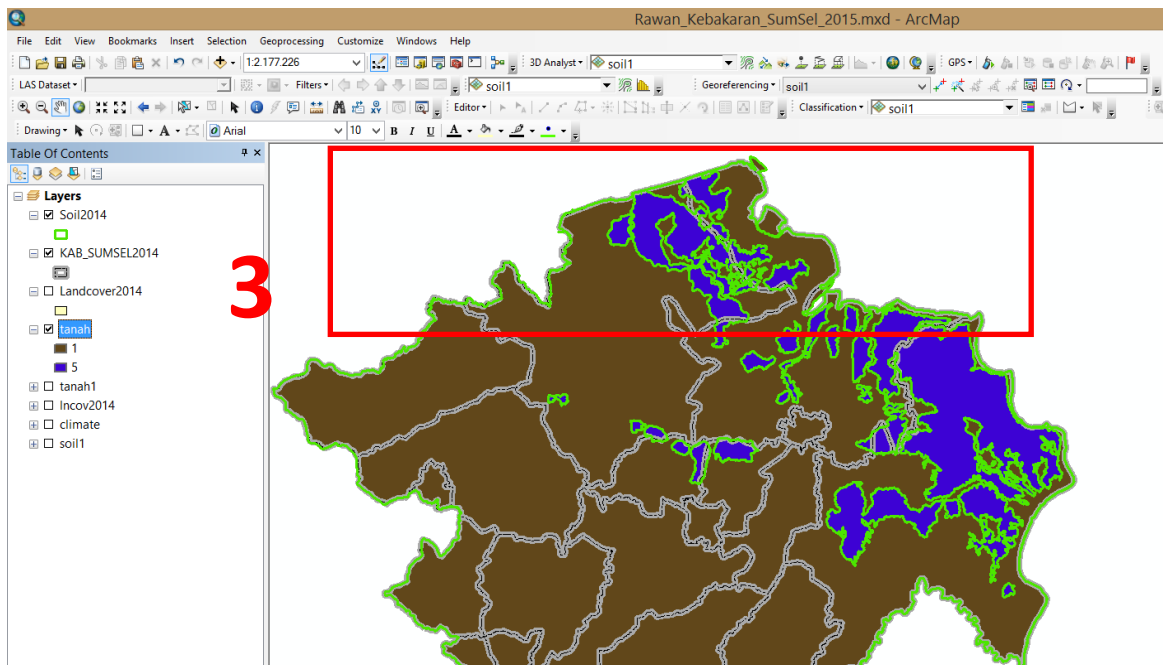 Rawan_Kebakaran_SumSel_2015.mxd - ArcMap
File Edit View Bookmarks Insert Selection Geoprocessing Customize Windows Help
1:2.177.226 3D Analyst soil1 GPS
LAS Dataset Filters soil1 Georeferencing soil1
Editor Classification soil1
Drawing A Arial 10 B I U A
Table Of Contents
Layers
Soil2014
KAB_SUMSEL2014
Landcover2014
tanah
1
5
tanah1
lncov2014
climate
soil1
3